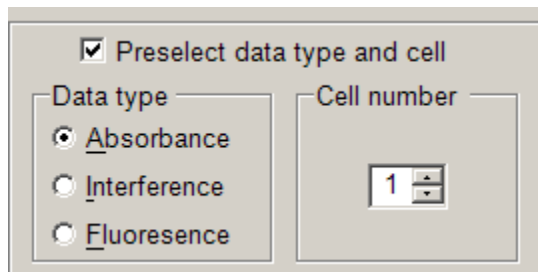 Preselect data type and cell
Data type
Absorbance
Interference
Fluoresence
Cell number
1